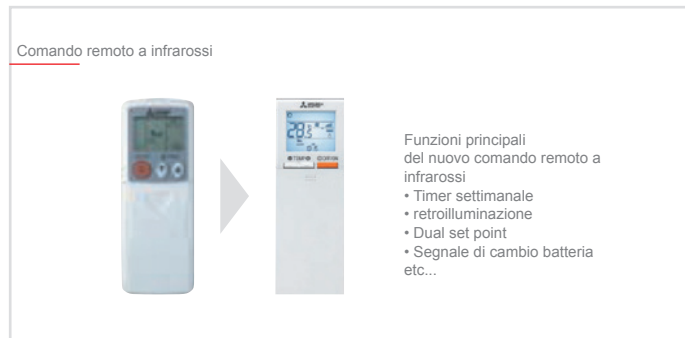 Comando remoto a infrarossi
Funzioni principali
del nuovo comando remoto a
infrarossi
• Timer settimanale
• retroilluminazione
• Dual set point
• Segnale di cambio batteria
etc...